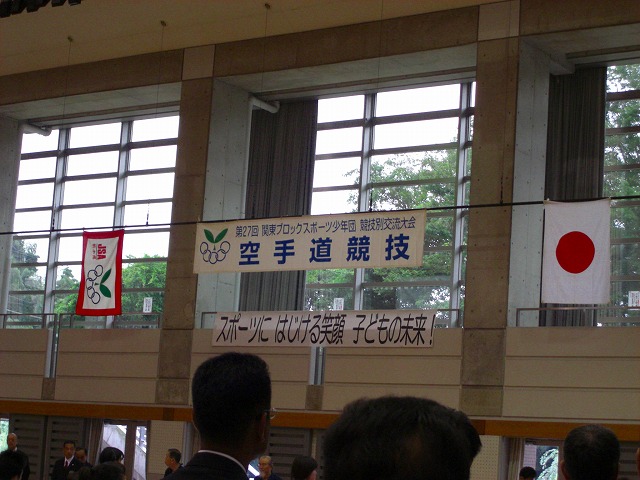 第27回 関東ブロックスポーツ少年団 競技別交流大会
空手道競技
スポーツに はじける笑顔 子どもの未来!